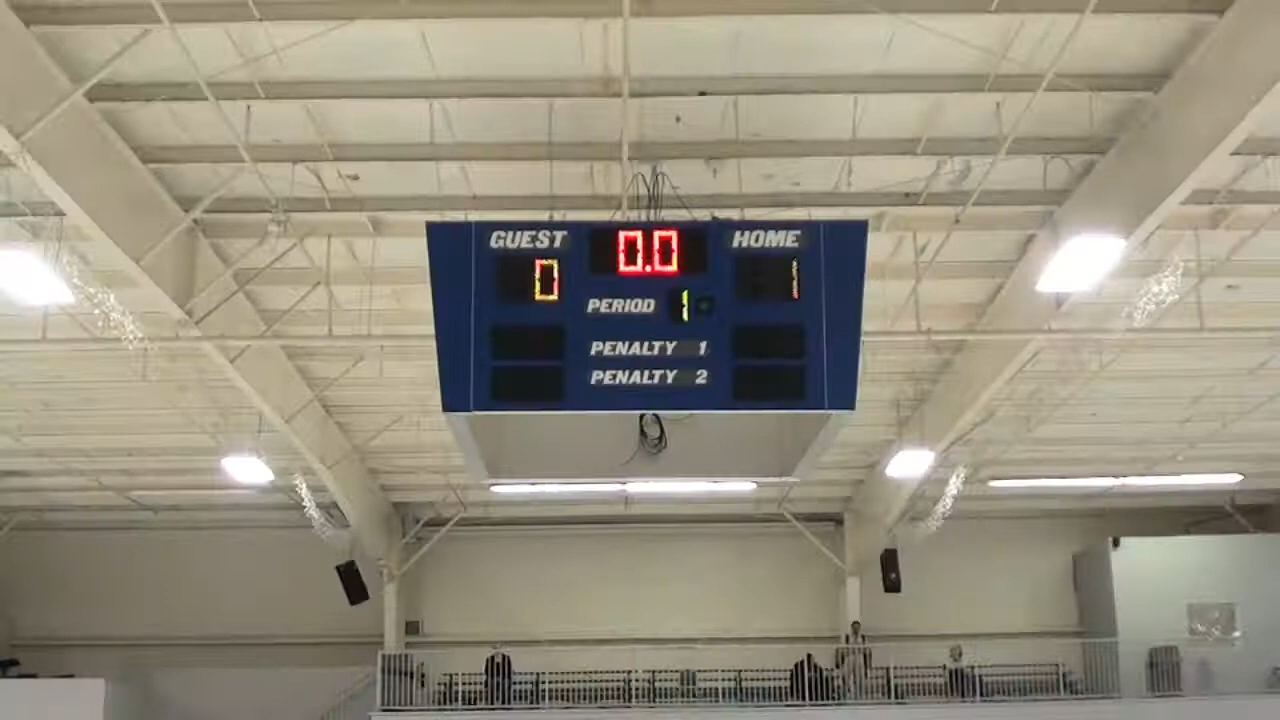 GUEST 0.0 HOME
0 1
PERIOD 1
PENALTY 1
PENALTY 2